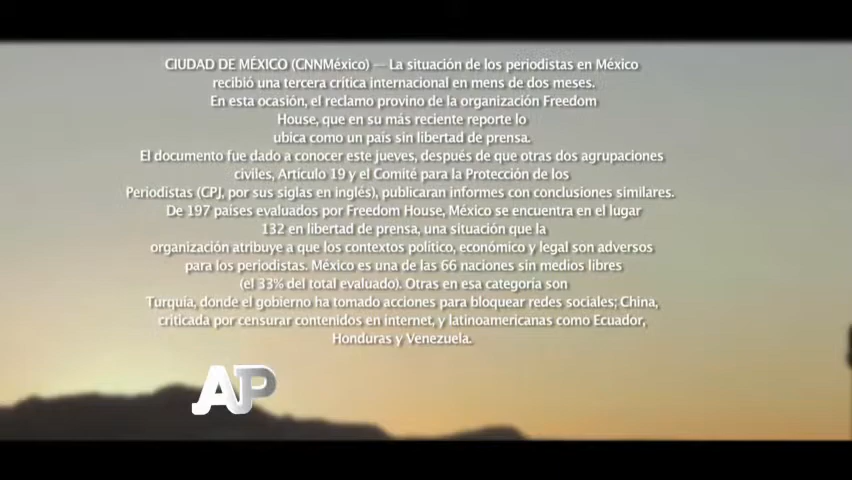 CIUDAD DE MÉXICO (CNNMéxico) — La situación de los periodistas en México
recibió una tercera crítica internacional en mens de dos meses.
En esta ocasión, el reclamo provino de la organización Freedom
House, que en su más reciente reporte lo
ubica como un país sin libertad de prensa.
El documento fue dado a conocer este jueves, después de que otras dos agrupaciones
civiles, Artículo 19 y el Comité para la Protección de los
Periodistas (CPJ, por sus siglas en inglés), publicaran informes con conclusiones similares.
De 197 países evaluados por Freedom House, México se encuentra en el lugar
132 en libertad de prensa, una situación que la
organización atribuye a que los contextos político, económico y legal son adversos
para los periodistas. México es una de las 66 naciones sin medios libres
(el 33% del total evaluado). Otras en esa categoría son
Turquía, donde el gobierno ha tomado acciones para bloquear redes sociales; China,
criticada por censurar contenidos en internet, y latinoamericanas como Ecuador,
Honduras y Venezuela.
AP